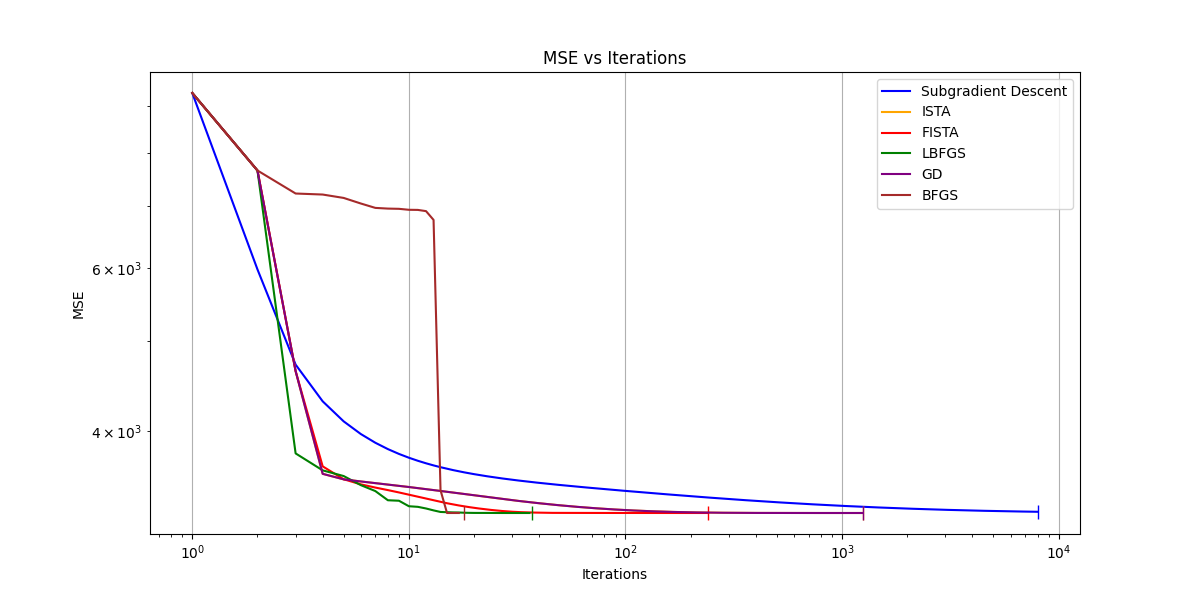 MSE vs Iterations
Subgradient Descent
ISTA
FISTA
LBFGS
GD
BFGS
6 × 10³
4 × 10³
MSE
10⁰ 10¹ 10² 10³ 10⁴
Iterations